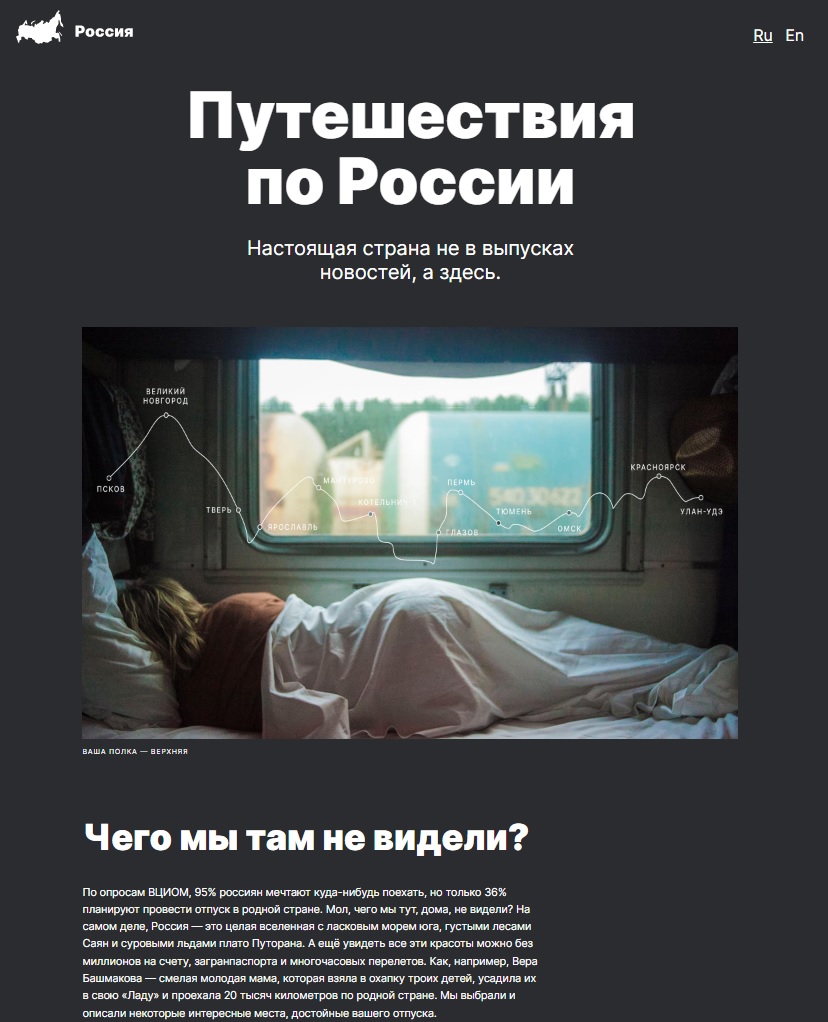 Россия
Ru En
Путешествия
по России
Настоящая страна не в выпусках
новостей, а здесь.
ВЕЛИКИЙ
НОВГОРОД
ПСКОВ
ТВЕРЬ
ЯРОСЛАВЛЬ
КОТЕЛЬНИЧ
ГЛАЗОВ
ПЕРМЬ
ТЮМЕНЬ
ОМСК
КРАСНОЯРСК
УЛАН-УДЭ
ВАША ПОЛКА — ВЕРХНЯЯ
Чего мы там не видели?
По опросам ВЦИОМ, 95% россиян мечтают куда-нибудь поехать, но только 36%
планируют провести отпуск в родной стране. Мол, чего мы тут, дома, не видели? На
самом деле, Россия — это целая вселенная с ласковым морем юга, густыми лесами
Саян и суровыми льдами плато Путорана. А ещё увидеть все эти красоты можно без
миллионов на счету, загранпаспорта и многочасовых перелетов. Как, например, Вера
Башмакова — смелая молодая мама, которая взяла в охапку троих детей, усадила их
в свою «Ладу» и проехала 20 тысяч километров по родной стране. Мы выбрали и
описали некоторые интересные места, достойные вашего отпуска.